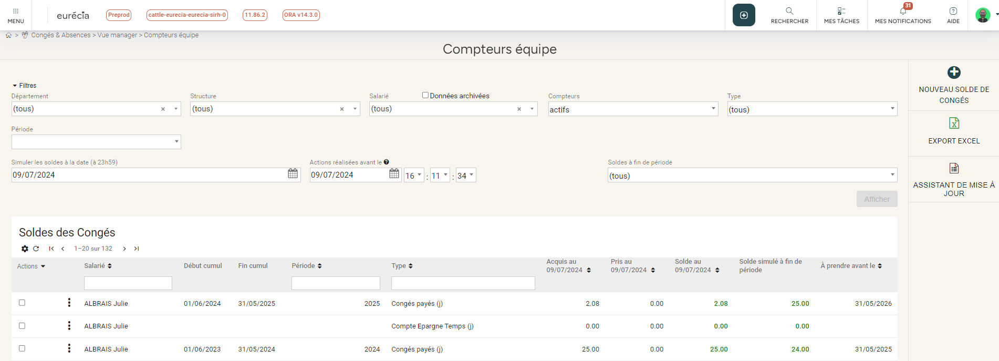 MENU
eurécia
Preprod
cattle-eurecia-eurecia-sirh-0
11.86.2
ORA v14.3.0
RECHERCHER
MES TÂCHES
31
MES NOTIFICATIONS
AIDE
> Congés & Absences > Vue manager > Compteurs équipe
Compteurs équipe
Filtres
Département
Structure
Salarié
Données archivées
Compteurs
Type
(tous)
(tous)
(tous)
actifs
(tous)
Période
Simuler les soldes à la date (à 23h59)
Actions réalisées avant le
Soldes à fin de période
09/07/2024
09/07/2024
16 : 11 : 34
(tous)
Afficher
NOUVEAU SOLDE DE
CONGÉS
EXPORT EXCEL
ASSISTANT DE MISE À
JOUR
Soldes des Congés
1–20 sur 132
Actions
Salarié
Début cumul
Fin cumul
Période
Type
Acquis au
09/07/2024
Pris au
09/07/2024
Solde au
09/07/2024
Solde simulé à fin de
période
À prendre avant le
ALBRAIS Julie 01/06/2024 31/05/2025 2025 Congés payés (j) 2.08 0.00 2.08 25.00 31/05/2026
ALBRAIS Julie Compte Epargne Temps (j) 0.00 0.00 0.00 0.00
ALBRAIS Julie 01/06/2023 31/05/2024 2024 Congés payés (j) 25.00 0.00 25.00 24.00 31/05/2025